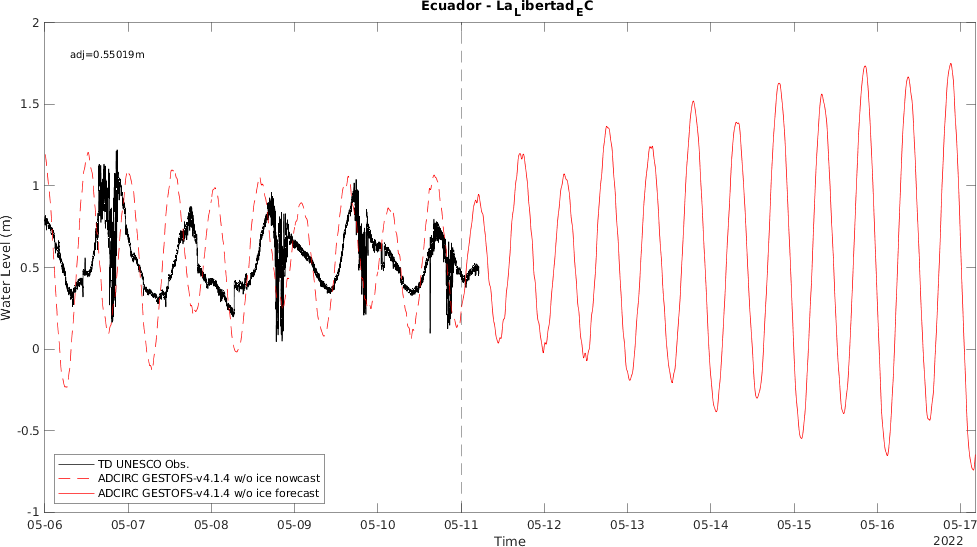 Ecuador - LaLibertadEC
adj=0.55019m
Water Level (m)
2
1.5
1
0.5
0
-0.5
-1
TD UNESCO Obs.
ADCIRC GESTOFS-v4.1.4 w/o ice nowcast
ADCIRC GESTOFS-v4.1.4 w/o ice forecast
05-06 05-07 05-08 05-09 05-10 05-11 05-12 05-13 05-14 05-15 05-16 05-17
Time
2022